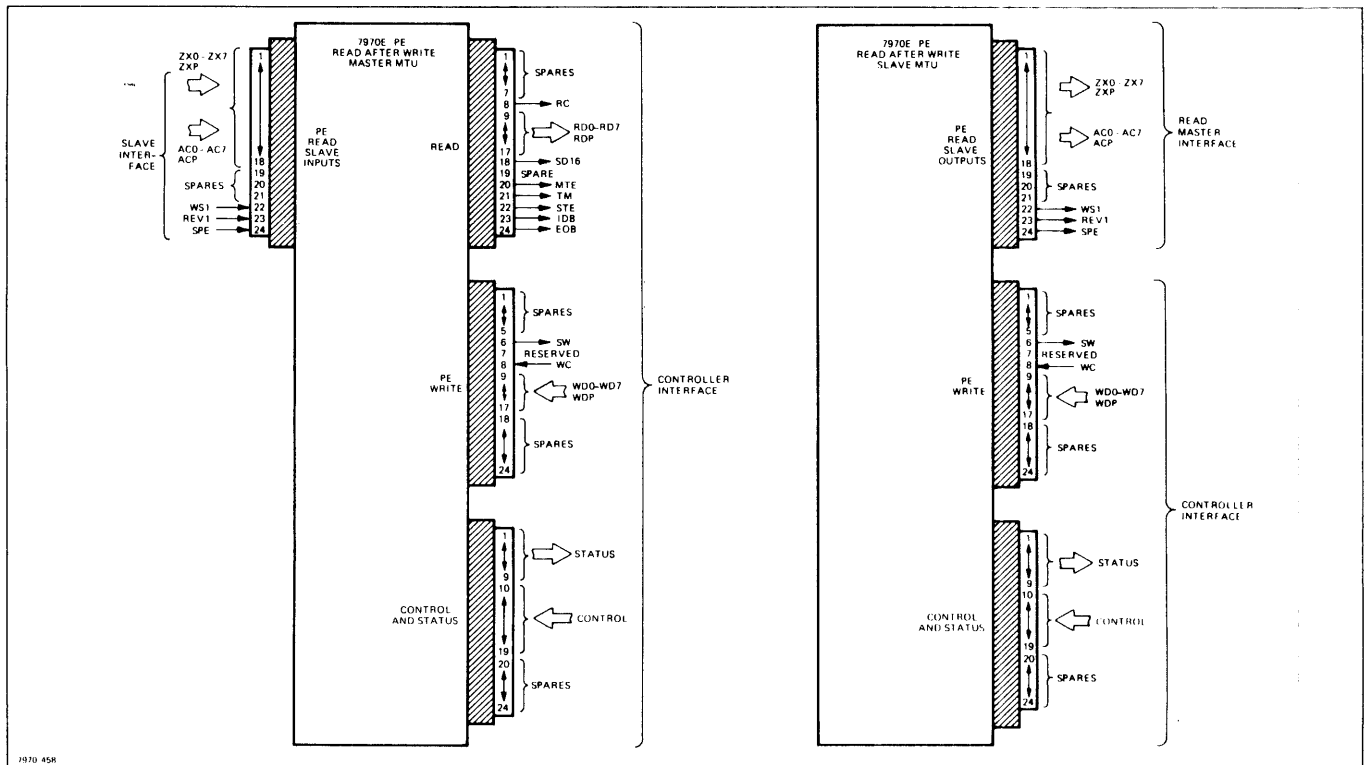 7970E PE
READ AFTER WRITE
MASTER MTU
SLAVE
INTER-
FACE
ZX0 - ZX7
ZXP
AC0 - AC7
ACP
SPARES
WS1
REV1
SPE
1
18
19
20
21
22
23
24
PE
READ
SLAVE
INPUTS
READ
1
7
8
9
17
18
19
20
21
22
23
24
SPARES
RC
RD0-RD7
RDP
SD16
SPARE
MTE
TM
STE
IDB
EOB
PE
WRITE
1
5
6
7
8
9
17
18
24
SPARES
SW
RESERVED
WC
WD0-WD7
WDP
SPARES
CONTROL
AND STATUS
1
9
10
19
20
24
STATUS
CONTROL
SPARES
CONTROLLER
INTERFACE
7970E PE
READ AFTER WRITE
SLAVE MTU
PE
READ
SLAVE
OUTPUTS
1
18
19
20
21
22
23
24
ZX0 - ZX7
ZXP
AC0 - AC7
ACP
SPARES
WS1
REV1
SPE
READ
MASTER
INTERFACE
PE
WRITE
1
5
6
7
8
9
17
18
24
SPARES
SW
RESERVED
WC
WD0-WD7
WDP
SPARES
CONTROL
AND STATUS
1
9
10
19
20
24
STATUS
CONTROL
SPARES
CONTROLLER
INTERFACE
7970 45B